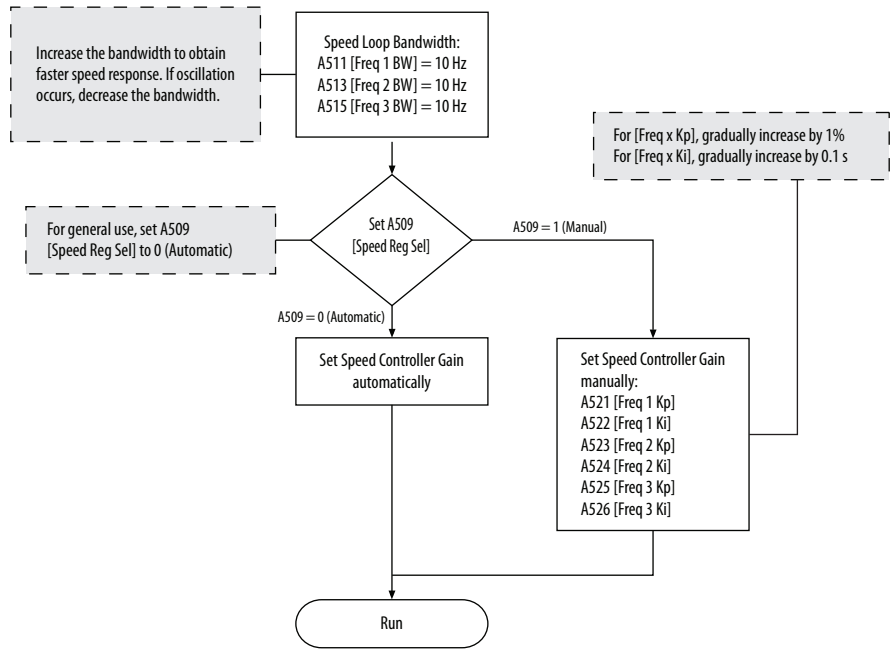 Increase the bandwidth to obtain
faster speed response. If oscillation
occurs, decrease the bandwidth.
Speed Loop Bandwidth:
A511 [Freq 1 BW] = 10 Hz
A513 [Freq 2 BW] = 10 Hz
A515 [Freq 3 BW] = 10 Hz
For [Freq x Kp], gradually increase by 1%
For [Freq x Ki], gradually increase by 0.1 s
For general use, set A509
[Speed Reg Sel] to 0 (Automatic)
Set A509
[Speed Reg Sel]
A509 = 1 (Manual)
A509 = 0 (Automatic)
Set Speed Controller Gain
automatically
Set Speed Controller Gain
manually:
A521 [Freq 1 Kp]
A522 [Freq 1 Ki]
A523 [Freq 2 Kp]
A524 [Freq 2 Ki]
A525 [Freq 3 Kp]
A526 [Freq 3 Ki]
Run